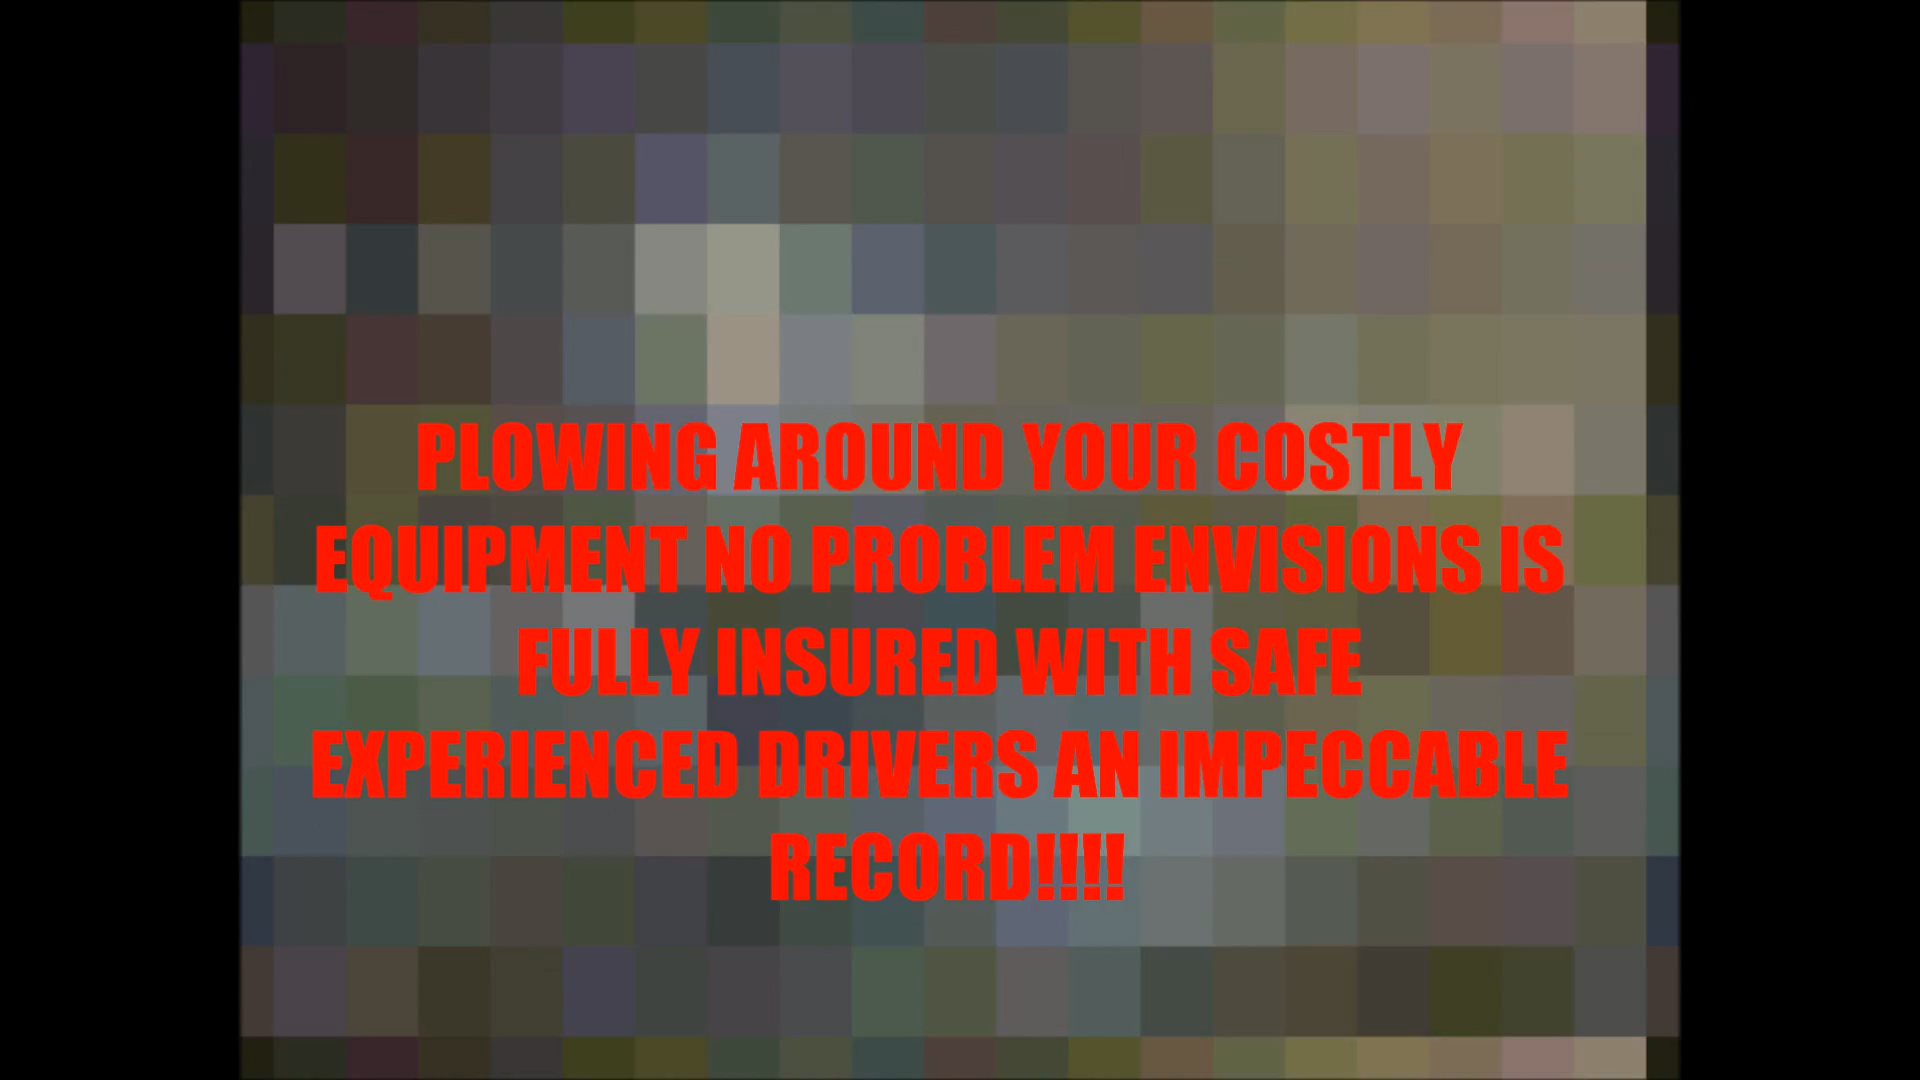 PLOWING AROUND YOUR COSTLY
EQUIPMENT NO PROBLEM ENVISIONS IS
FULLY INSURED WITH SAFE
EXPERIENCED DRIVERS AN IMPECCABLE
RECORD!!!!